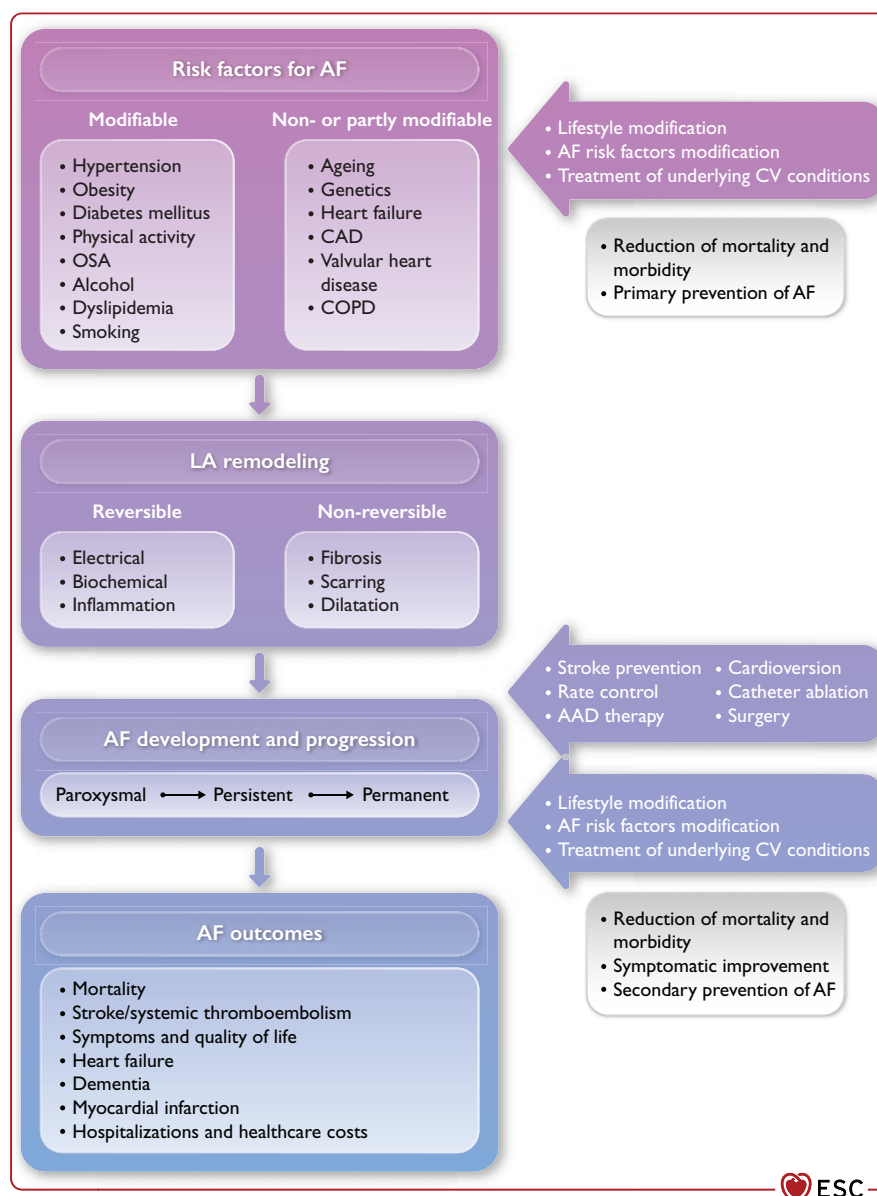 Risk factors for AF
Modifiable
• Hypertension
• Obesity
• Diabetes mellitus
• Physical activity
• OSA
• Alcohol
• Dyslipidemia
• Smoking
Non- or partly modifiable
• Ageing
• Genetics
• Heart failure
• CAD
• Valvular heart
disease
• COPD
• Lifestyle modification
• AF risk factors modification
• Treatment of underlying CV conditions
• Reduction of mortality and
morbidity
• Primary prevention of AF
LA remodeling
Reversible
• Electrical
• Biochemical
• Inflammation
Non-reversible
• Fibrosis
• Scarring
• Dilatation
• Stroke prevention
• Rate control
• AAD therapy
• Cardioversion
• Catheter ablation
• Surgery
AF development and progression
Paroxysmal → Persistent → Permanent
• Lifestyle modification
• AF risk factors modification
• Treatment of underlying CV conditions
• Reduction of mortality and
morbidity
• Symptomatic improvement
• Secondary prevention of AF
AF outcomes
• Mortality
• Stroke/systemic thromboembolism
• Symptoms and quality of life
• Heart failure
• Dementia
• Myocardial infarction
• Hospitalizations and healthcare costs
ESC